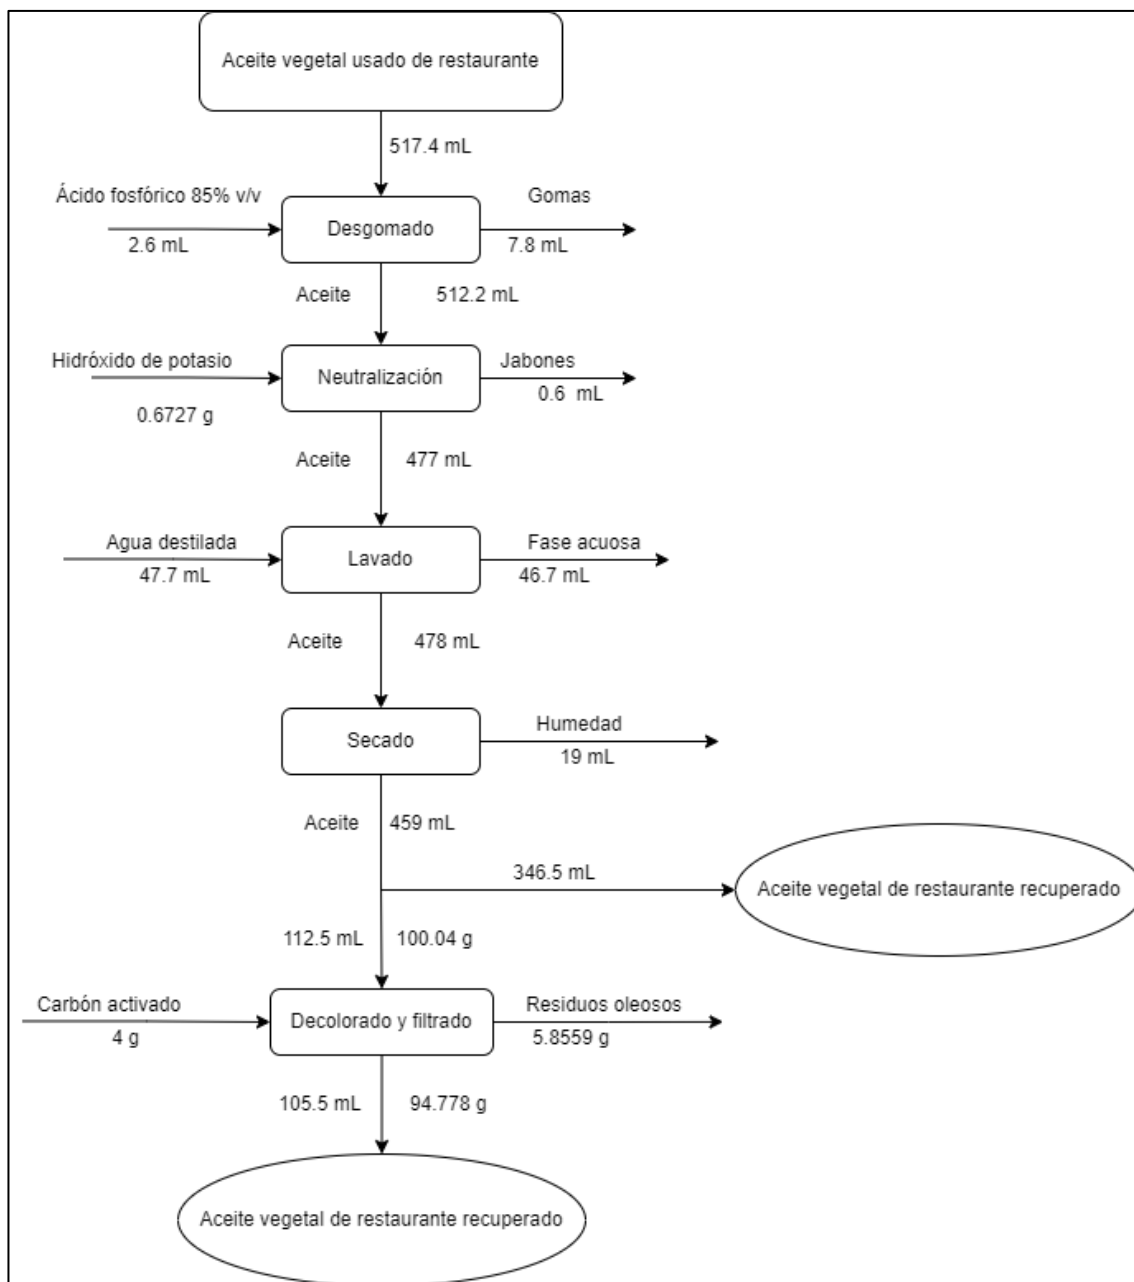 Aceite vegetal usado de restaurante
517.4 mL
Ácido fosfórico 85% v/v
2.6 mL
Desgomado
Gomas
7.8 mL
Aceite
512.2 mL
Hidróxido de potasio
0.6727 g
Neutralización
Jabones
0.6 mL
Aceite
477 mL
Agua destilada
47.7 mL
Lavado
Fase acuosa
46.7 mL
Aceite
478 mL
Secado
Humedad
19 mL
Aceite
459 mL
346.5 mL
Aceite vegetal de restaurante recuperado
112.5 mL
100.04 g
Carbón activado
4 g
Decolorado y filtrado
Residuos oleosos
5.8559 g
105.5 mL
94.778 g
Aceite vegetal de restaurante recuperado